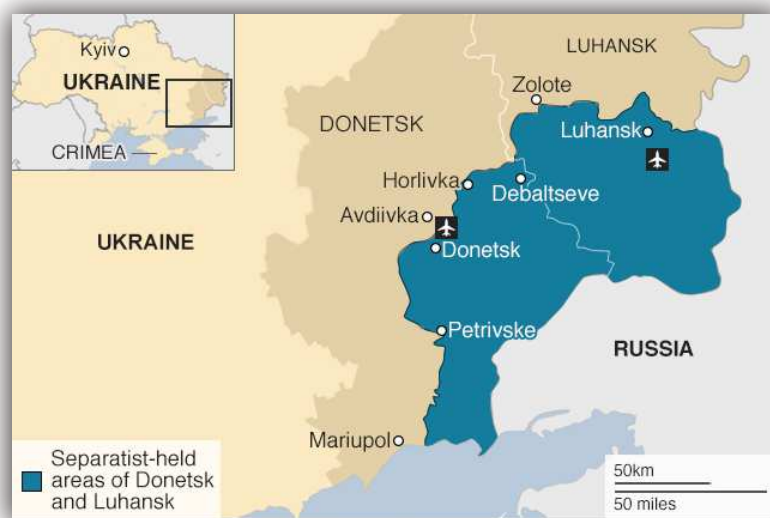 Kyiv
UKRAINE
CRIMEA
LUHANSK
Zolote
DONETSK
Luhansk
Horlivka
Debaltseve
Avdiivka
UKRAINE
Donetsk
Petrivske
RUSSIA
Mariupol
Separatist-held
areas of Donetsk
and Luhansk
50km
50 miles